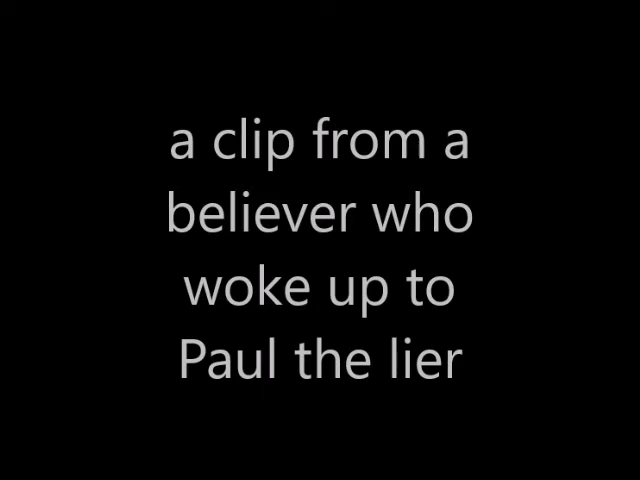 a clip from a
believer who
woke up to
Paul the lier